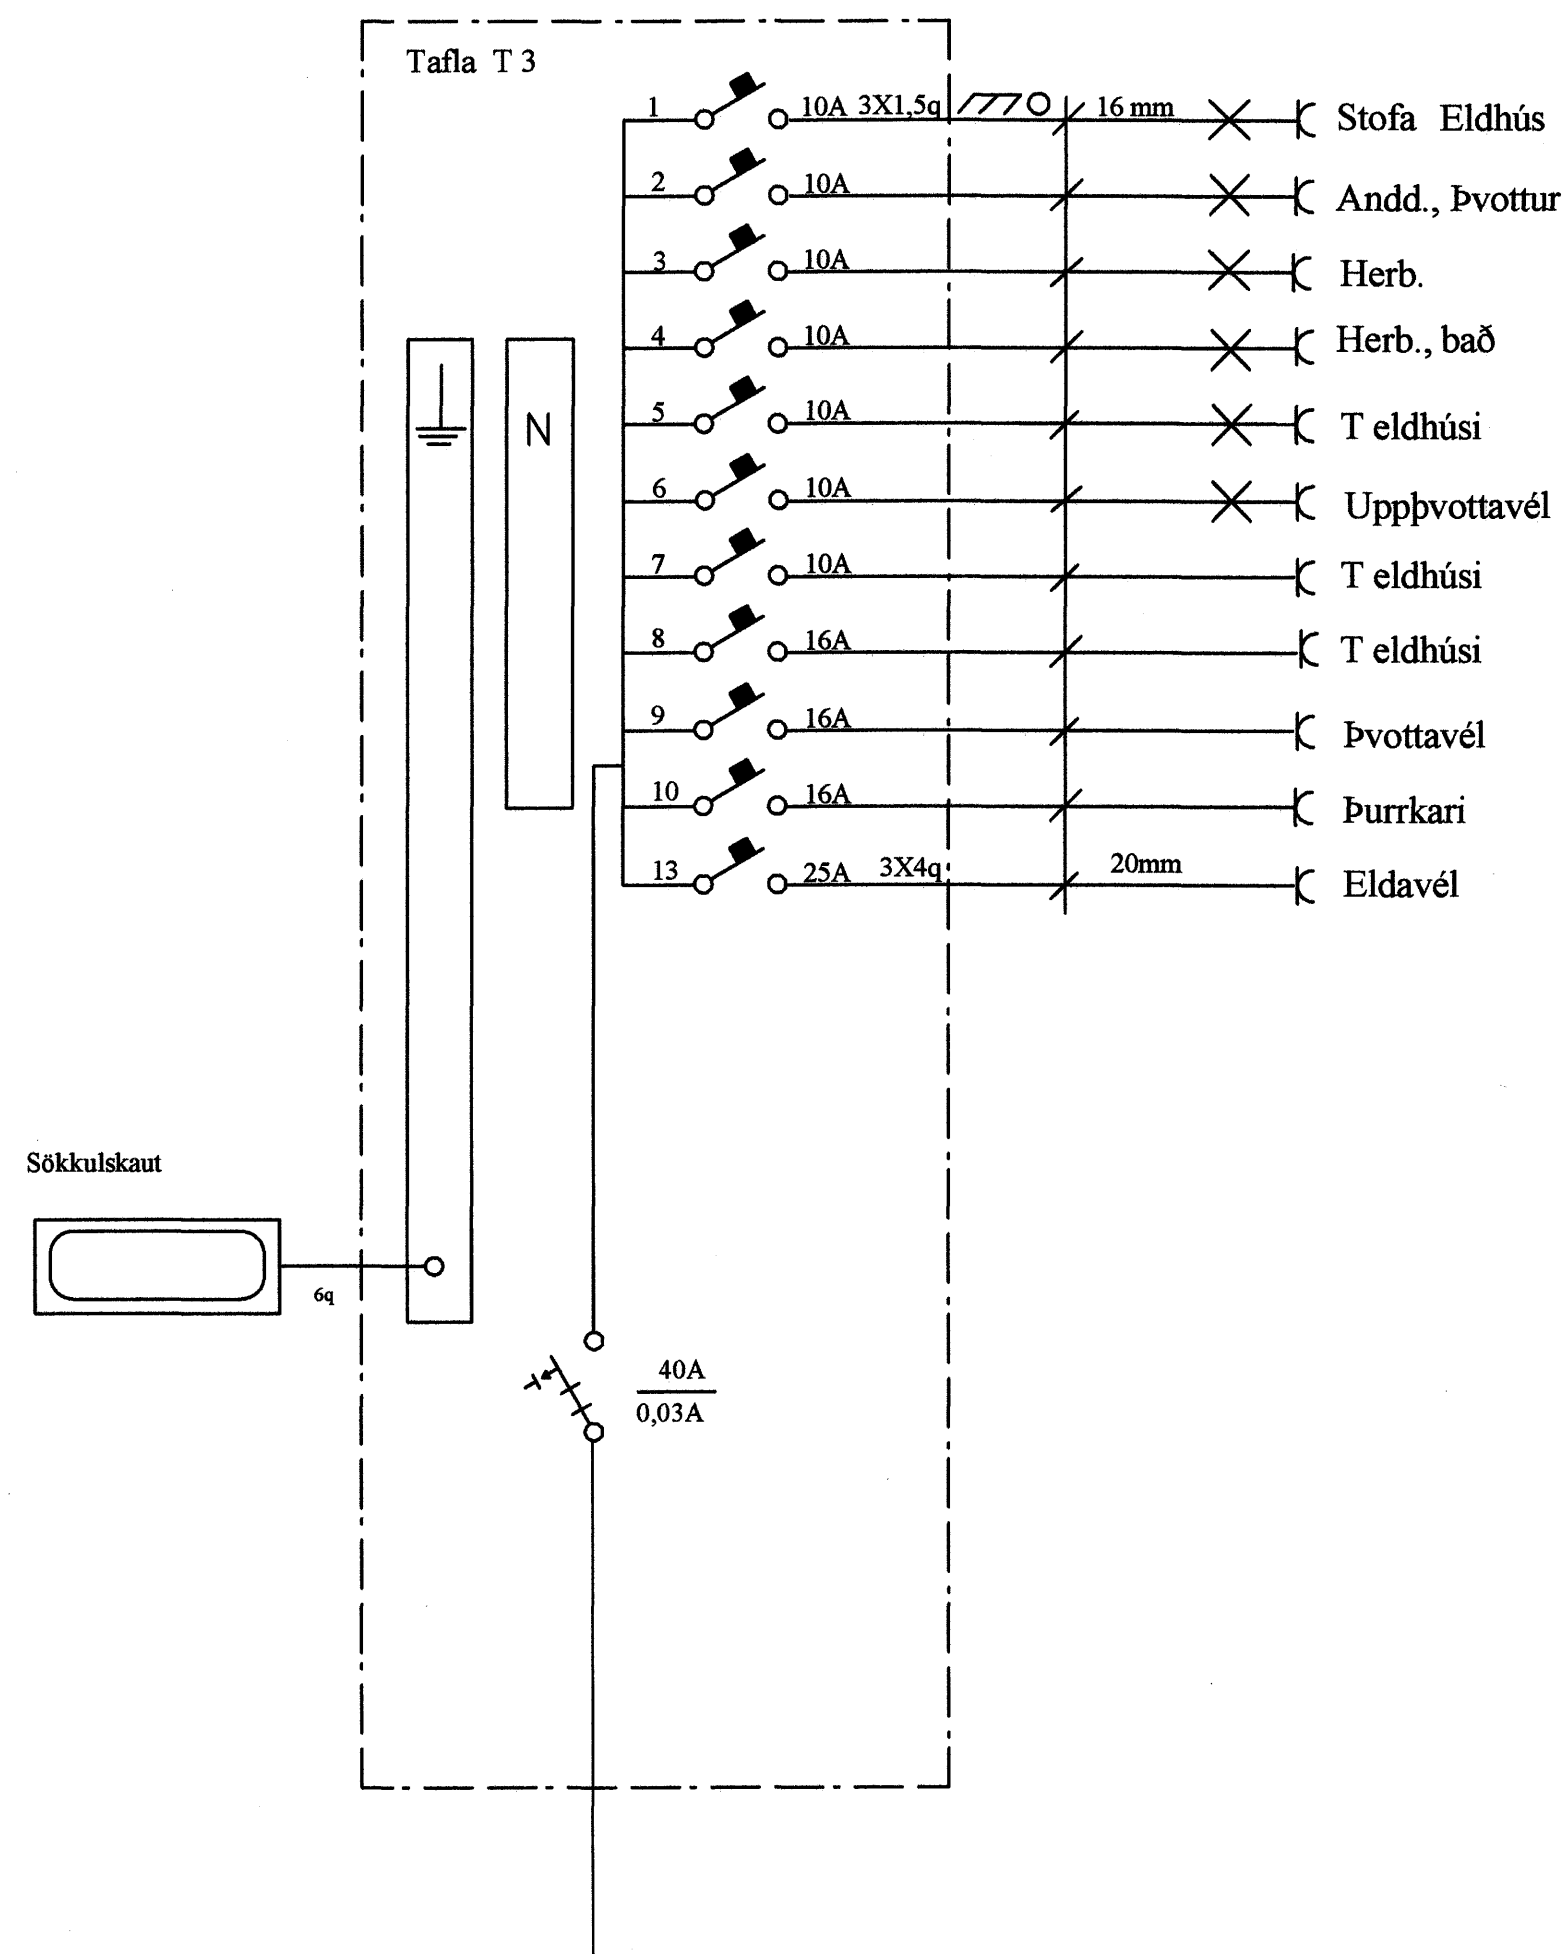 Tafla T 3
1 10A 3X1,5q 16 mm Stofa Eldhús
2 10A Andd., Þvottur
3 10A Herb.
4 10A Herb., bað
N
5 10A T eldhúsi
6 10A Uppþvottavél
7 10A T eldhúsi
8 16A T eldhúsi
9 16A Þvottavél
10 16A Þurrkari
13 25A 3X4q 20mm Eldavél
Sökkulskaut
6q
40A
0,03A